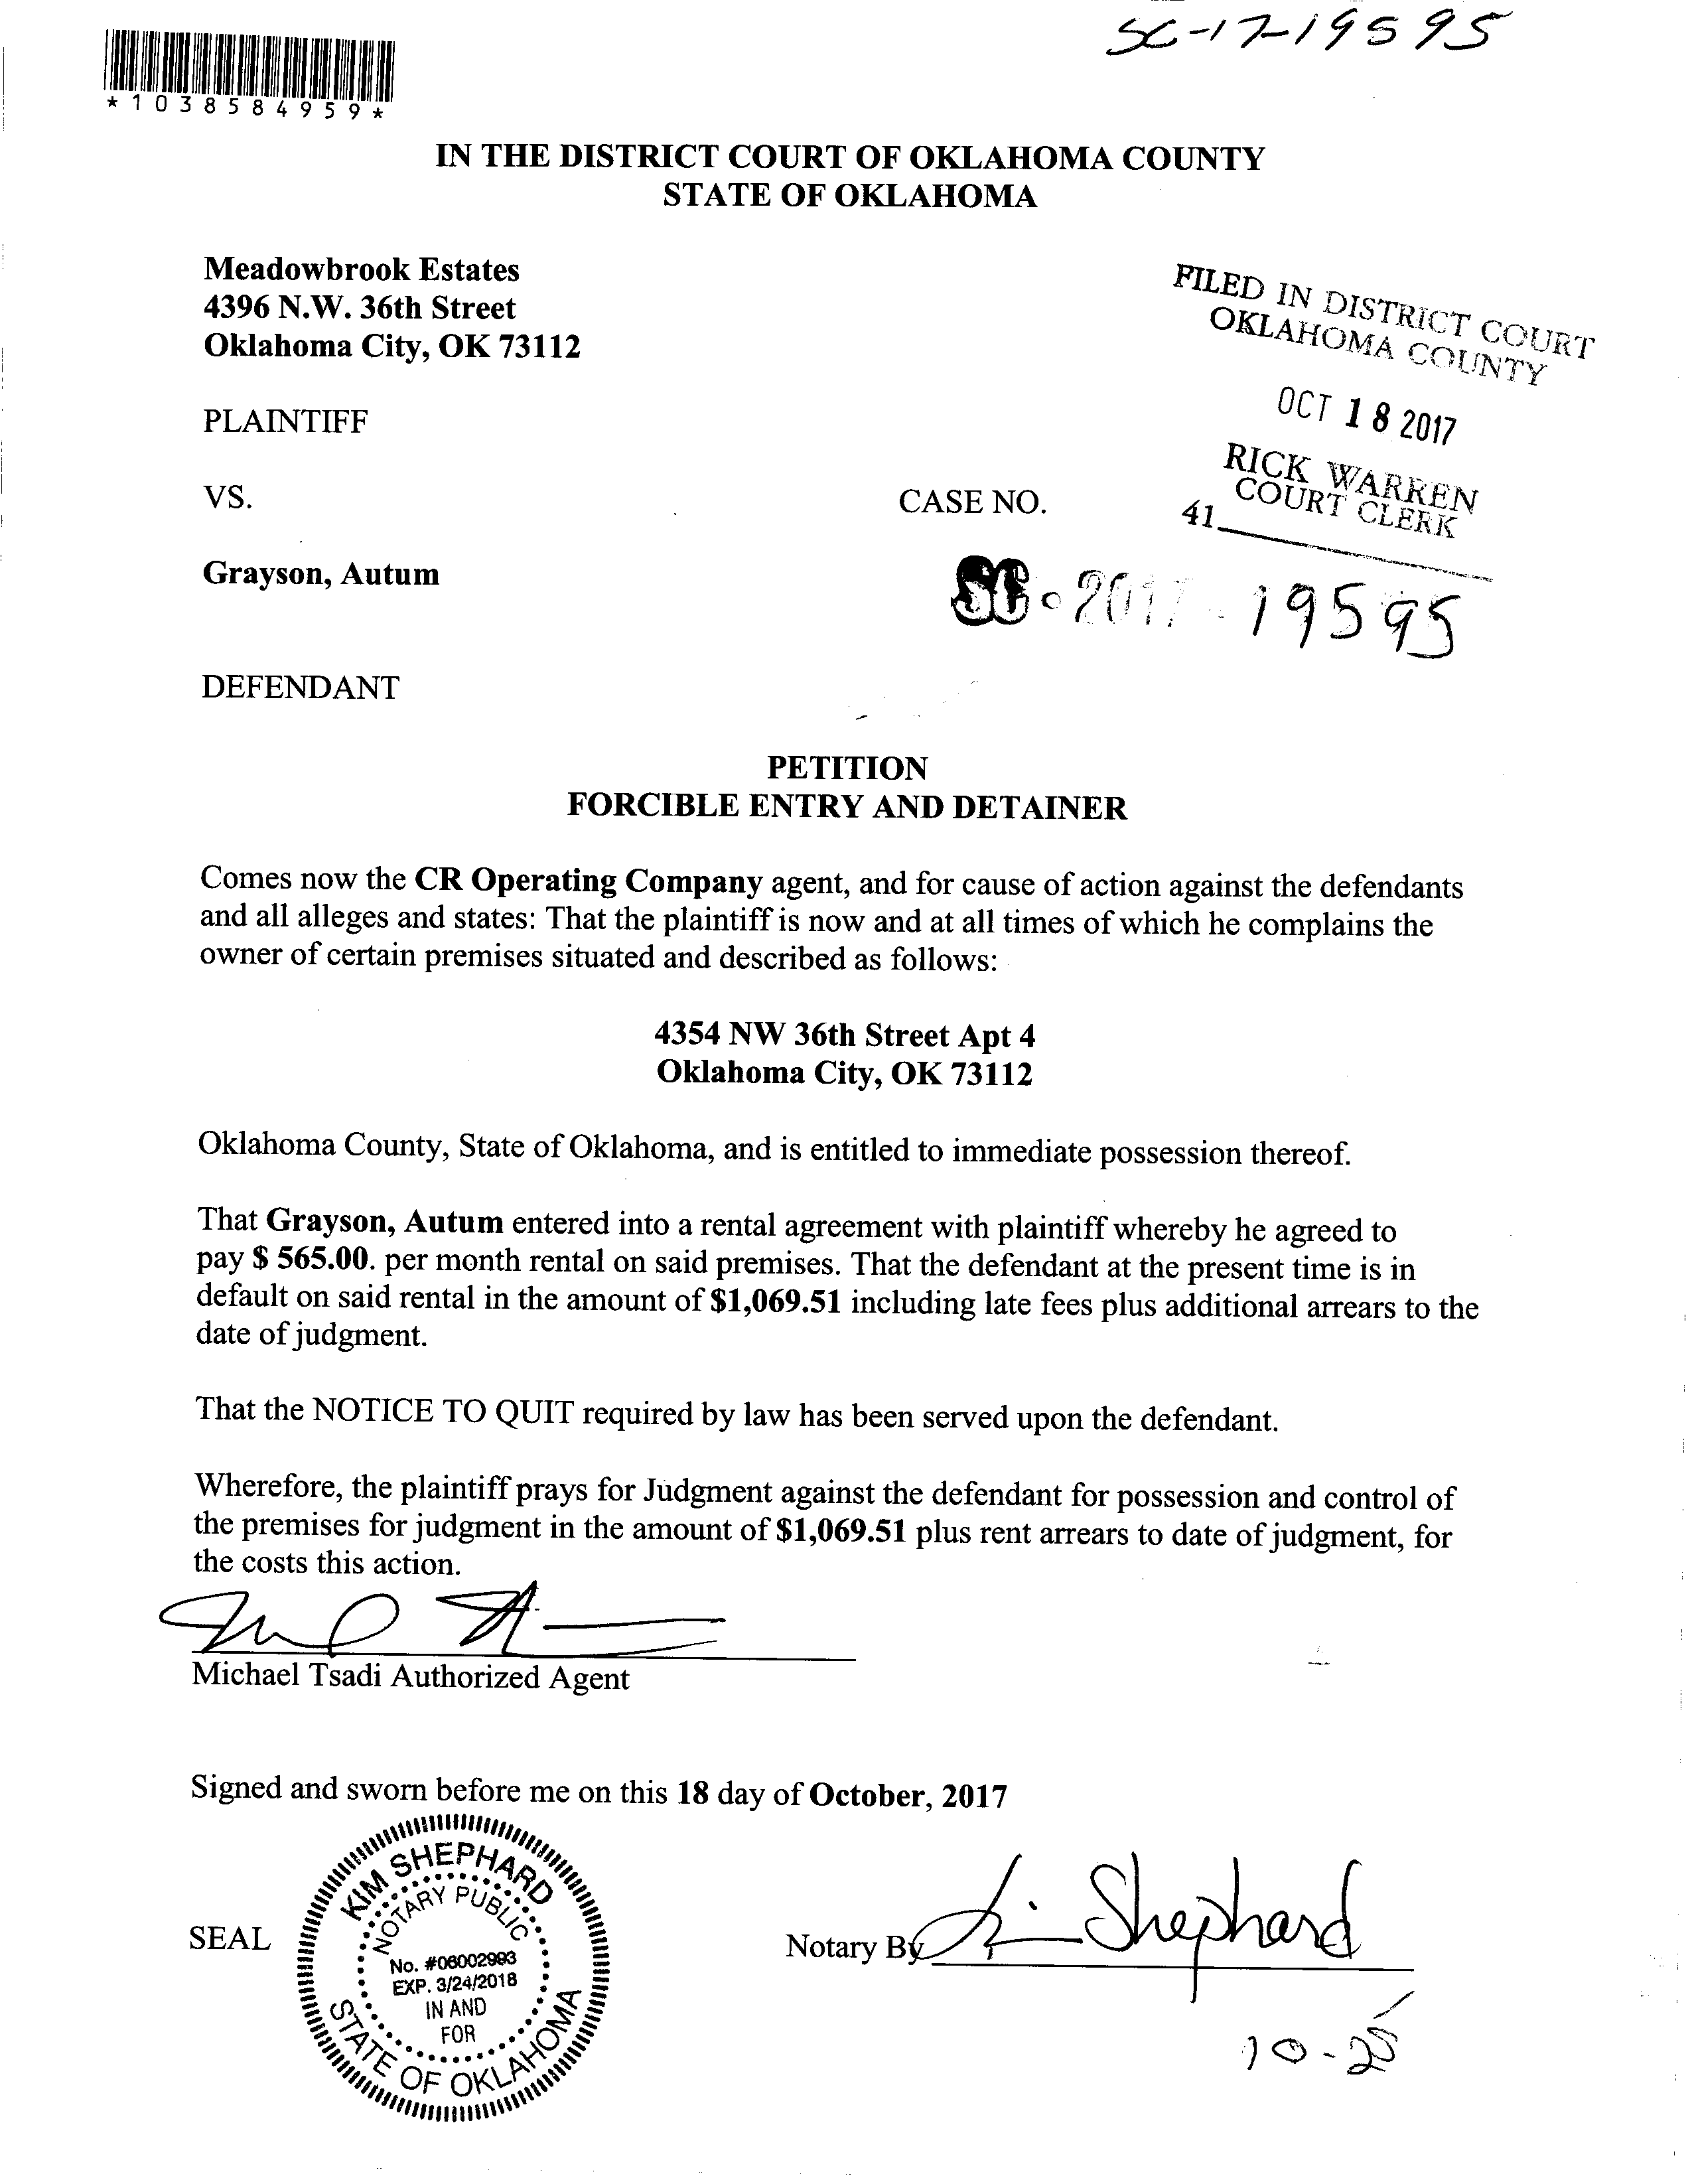 SC-17-19595
*1038584959*
IN THE DISTRICT COURT OF OKLAHOMA COUNTY
STATE OF OKLAHOMA
Meadowbrook Estates
4396 N.W. 36th Street
Oklahoma City, OK 73112
FILED IN DISTRICT COURT
OKLAHOMA COUNTY
OCT 18 2017
RICK WARREN
COURT CLERK
41
PLAINTIFF
VS.
CASE NO.
Grayson, Autum
SC - 2017 - 19595
DEFENDANT
PETITION
FORCIBLE ENTRY AND DETAINER
Comes now the CR Operating Company agent, and for cause of action against the defendants
and all alleges and states: That the plaintiff is now and at all times of which he complains the
owner of certain premises situated and described as follows:
4354 NW 36th Street Apt 4
Oklahoma City, OK 73112
Oklahoma County, State of Oklahoma, and is entitled to immediate possession thereof.
That Grayson, Autum entered into a rental agreement with plaintiff whereby he agreed to
pay $ 565.00. per month rental on said premises. That the defendant at the present time is in
default on said rental in the amount of $1,069.51 including late fees plus additional arrears to the
date of judgment.
That the NOTICE TO QUIT required by law has been served upon the defendant.
Wherefore, the plaintiff prays for Judgment against the defendant for possession and control of
the premises for judgment in the amount of $1,069.51 plus rent arrears to date of judgment, for
the costs this action.
Michael Tsadi Authorized Agent
Signed and sworn before me on this 18 day of October, 2017
SEAL
KIM SHEPHARD
NOTARY PUBLIC
No. #06002993
EXP. 3/24/2018
IN AND
FOR
STATE OF OKLAHOMA
Notary By Kim Shephard
10-25